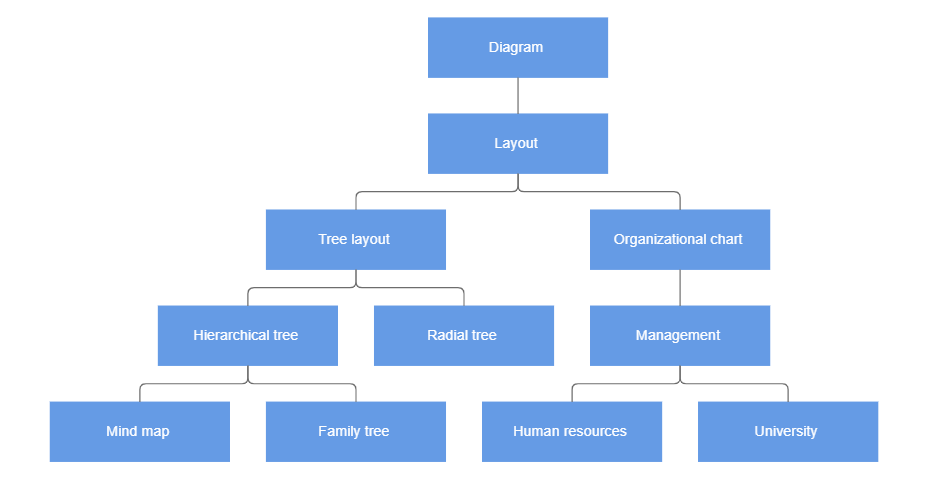 Diagram
Layout
Tree layout
Organizational chart
Hierarchical tree
Radial tree
Management
Mind map
Family tree
Human resources
University